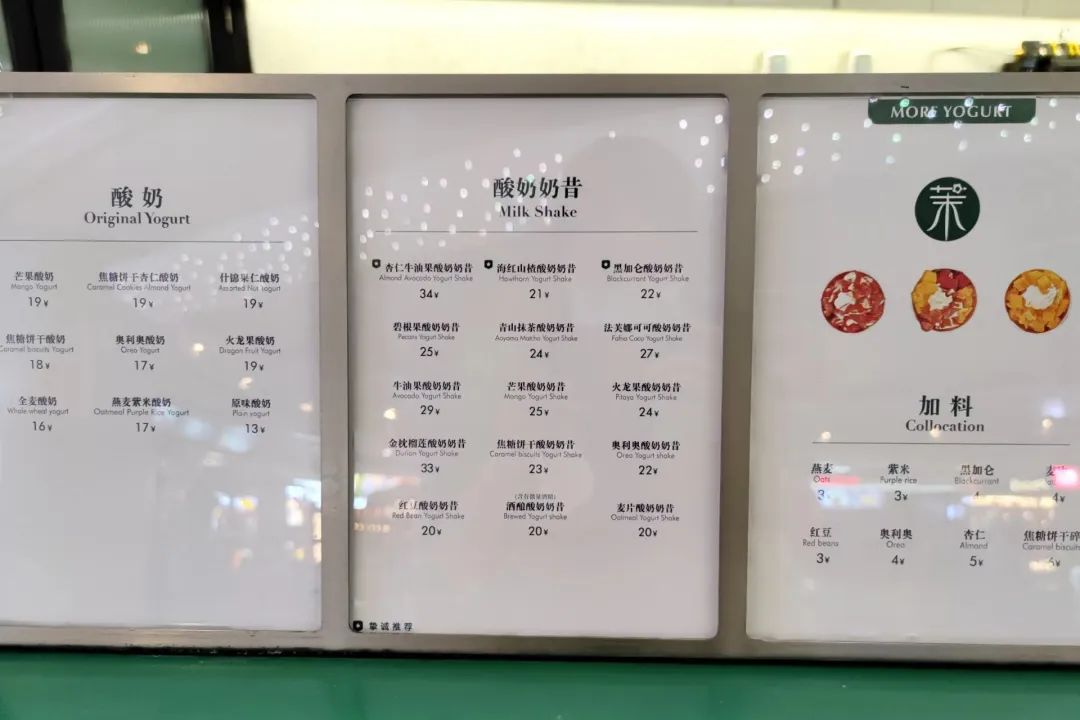 酸奶
Original Yogurt
芒果酸奶
Mango Yogurt
19¥
焦糖饼干杏仁酸奶
Caramel Cookies Almond Yogurt
19¥
什锦果仁酸奶
Assorted Nut Yogurt
19¥
焦糖饼干酸奶
Caramel biscuits Yogurt
18¥
奥利奥酸奶
Oreo Yogurt
17¥
火龙果酸奶
Dragon Fruit Yogurt
19¥
全麦酸奶
Whole wheat yogurt
16¥
燕麦紫米酸奶
Oatmeal Purple Rice Yogurt
17¥
原味酸奶
Plain yogurt
13¥
酸奶奶昔
Milk Shake
杏仁牛油果酸奶奶昔
Almond Avocado Yogurt Shake
34¥
海红山楂酸奶奶昔
Hawthorn Yogurt Shake
21¥
黑加仑酸奶奶昔
Blackcurrant Yogurt Shake
22¥
碧根果酸奶奶昔
Pecans Yogurt Shake
25¥
青山抹茶酸奶奶昔
Aoyama Matcha Yogurt Shake
24¥
法芙娜可可酸奶奶昔
Fahia Coco Yogurt Shake
27¥
牛油果酸奶奶昔
Avocado Yogurt Shake
29¥
芒果酸奶奶昔
Mango Yogurt Shake
25¥
火龙果酸奶奶昔
Pitaya Yogurt Shake
24¥
金枕榴莲酸奶奶昔
Durian Yogurt Shake
33¥
焦糖饼干酸奶奶昔
Caramel biscuits Yogurt Shake
23¥
奥利奥酸奶奶昔
Oreo Yogurt shake
22¥
红豆酸奶奶昔
Red Bean Yogurt Shake
20¥
(含有微量酒精)
酒酿酸奶奶昔
Brewed Yogurt shake
20¥
麦片酸奶奶昔
Oatmeal Yogurt Shake
20¥
挚诚推荐
MORE YOGURT
茉
加料
Collocation
燕麦
Oats
3¥
紫米
Purple rice
3¥
黑加仑
Blackcurrant
4
4¥
红豆
Red beans
3¥
奥利奥
Oreo
4¥
杏仁
Almond
5¥
焦糖饼干碎
Caramel biscuits
6¥